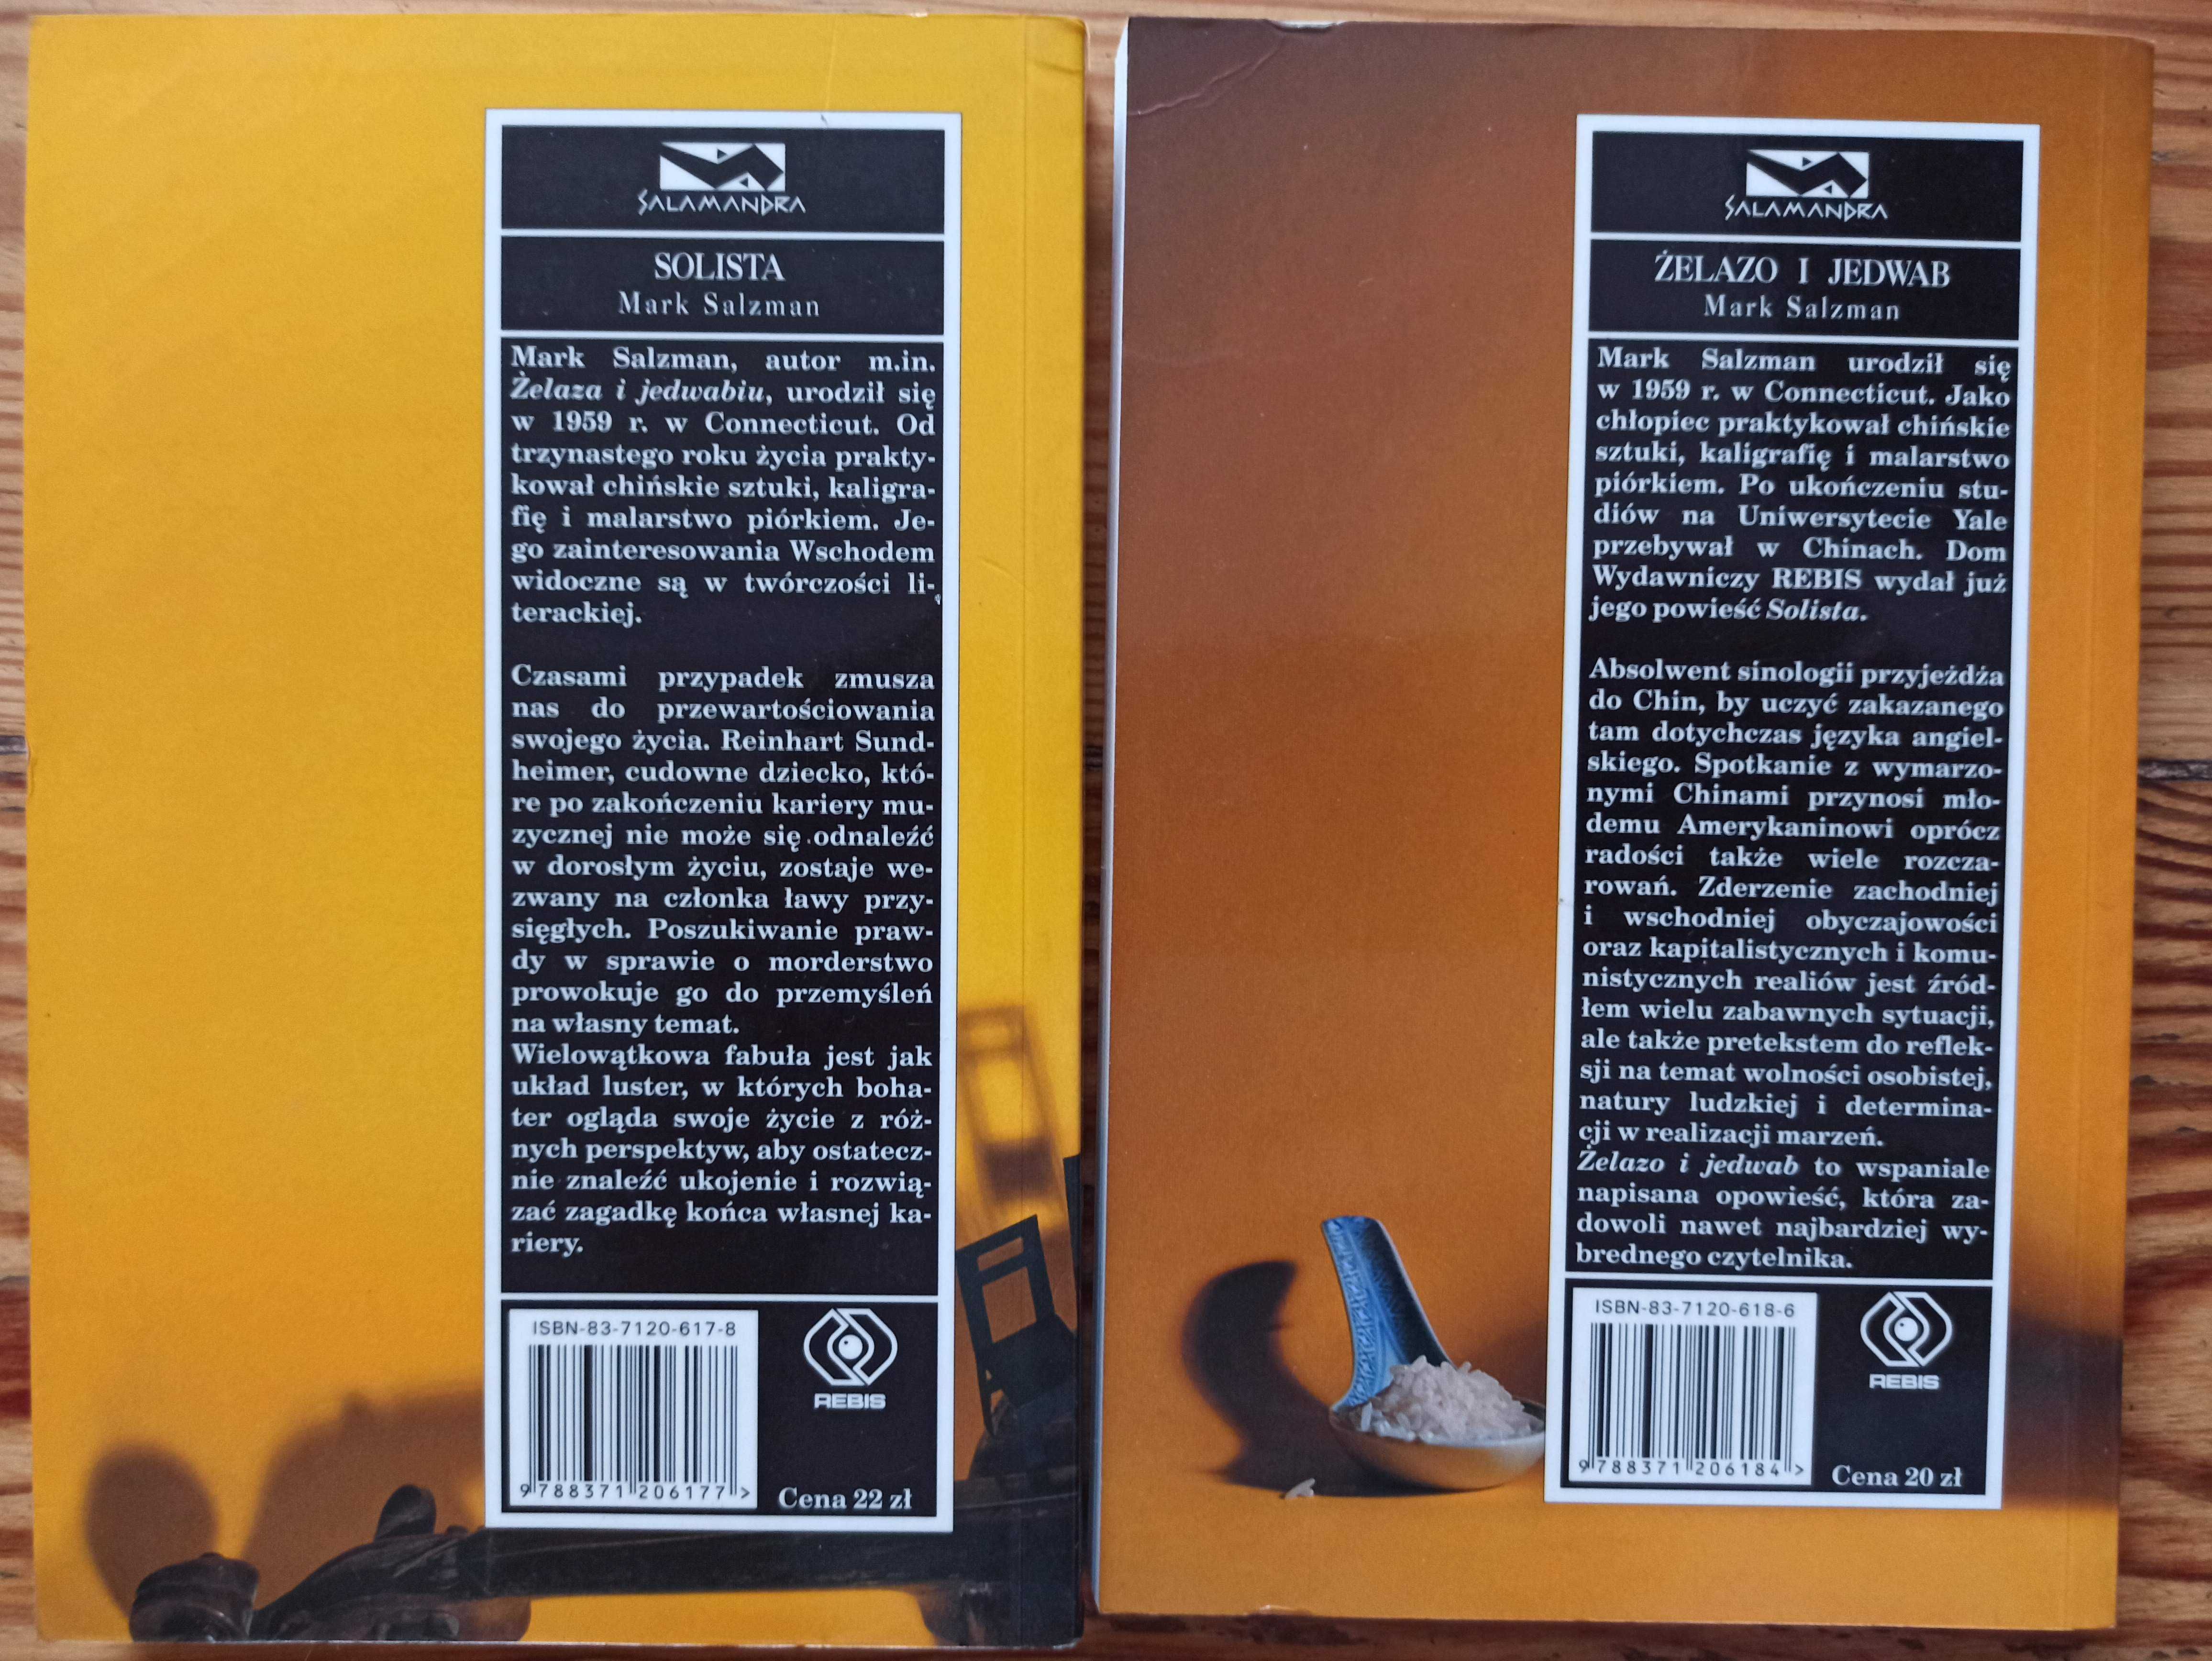 SALAMANDRA
SOLISTA
Mark Salzman
Mark Salzman, autor m.in.
Żelaza i jedwabiu, urodził się
w 1959 r. w Connecticut. Od
trzynastego roku życia prakty-
kował chińskie sztuki, kaligra-
fię i malarstwo piórkiem. Je-
go zainteresowania Wschodem
widoczne są w twórczości li-
terackiej.
Czasami przypadek zmusza
nas do przewartościowania
swojego życia. Reinhart Sund-
heimer, cudowne dziecko, któ-
re po zakończeniu kariery mu-
zycznej nie może się odnaleźć
w dorosłym życiu, zostaje we-
zwany na członka ławy przy-
sięgłych. Poszukiwanie praw-
dy w sprawie o morderstwo
prowokuje go do przemyśleń
na własny temat.
Wielowątkowa fabuła jest jak
układ luster, w których boha-
ter ogląda swoje życie z róż-
nych perspektyw, aby ostatecz-
nie znaleźć ukojenie i rozwią-
zać zagadkę końca własnej ka-
riery.
ISBN-83-7120-617-8
9 788371 206177 >
REBIS
Cena 22 zł
SALAMANDRA
ŻELAZO I JEDWAB
Mark Salzman
Mark Salzman urodził się
w 1959 r. w Connecticut. Jako
chłopiec praktykował chińskie
sztuki, kaligrafię i malarstwo
piórkiem. Po ukończeniu stu-
diów na Uniwersytecie Yale
przebywał w Chinach. Dom
Wydawniczy REBIS wydał już
jego powieść Solista.
Absolwent sinologii przyjeżdża
do Chin, by uczyć zakazanego
tam dotychczas języka angiel-
skiego. Spotkanie z wymarzo-
nymi Chinami przynosi mło-
demu Amerykaninowi oprócz
radości także wiele rozcza-
rowań. Zderzenie zachodniej
i wschodniej obyczajowości
oraz kapitalistycznych i komu-
nistycznych realiów jest źród-
łem wielu zabawnych sytuacji,
ale także pretekstem do reflek-
sji na temat wolności osobistej,
natury ludzkiej i determina-
cji w realizacji marzeń.
Żelazo i jedwab to wspaniale
napisana opowieść, która za-
dowoli nawet najbardziej wy-
brednego czytelnika.
ISBN-83-7120-618-6
9 788371 206184 >
REBIS
Cena 20 zł